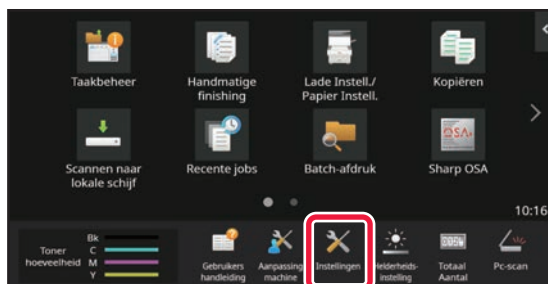 Taakbeheer
Handmatige
finishing
Lade Instell./
Papier Instell.
Kopiëren
Scannen naar
lokale schijf
Recente jobs
Batch-afdruk
OSA
Sharp OSA
10:16
Toner
hoeveelheid
Bk
C
M
Y
Gebruikers
handleiding
Aanpassing
machine
Instellingen
Helderheids-
instelling
Totaal
Aantal
Pc-scan